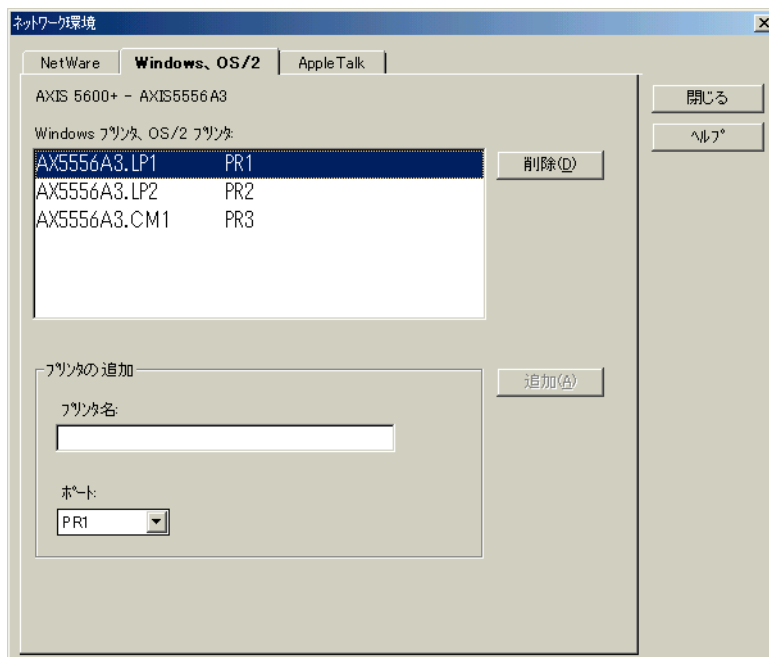 ネットワーク環境
NetWare
Windows、OS/2
AppleTalk
AXIS 5600+ - AXIS5556A3
閉じる
Windows プリンタ、OS/2 プリンタ:
ヘルプ
AX5556A3.LP1 PR1
削除(D)
AX5556A3.LP2 PR2
AX5556A3.CM1 PR3
プリンタの追加
追加(A)
プリンタ名:
ポート:
PR1